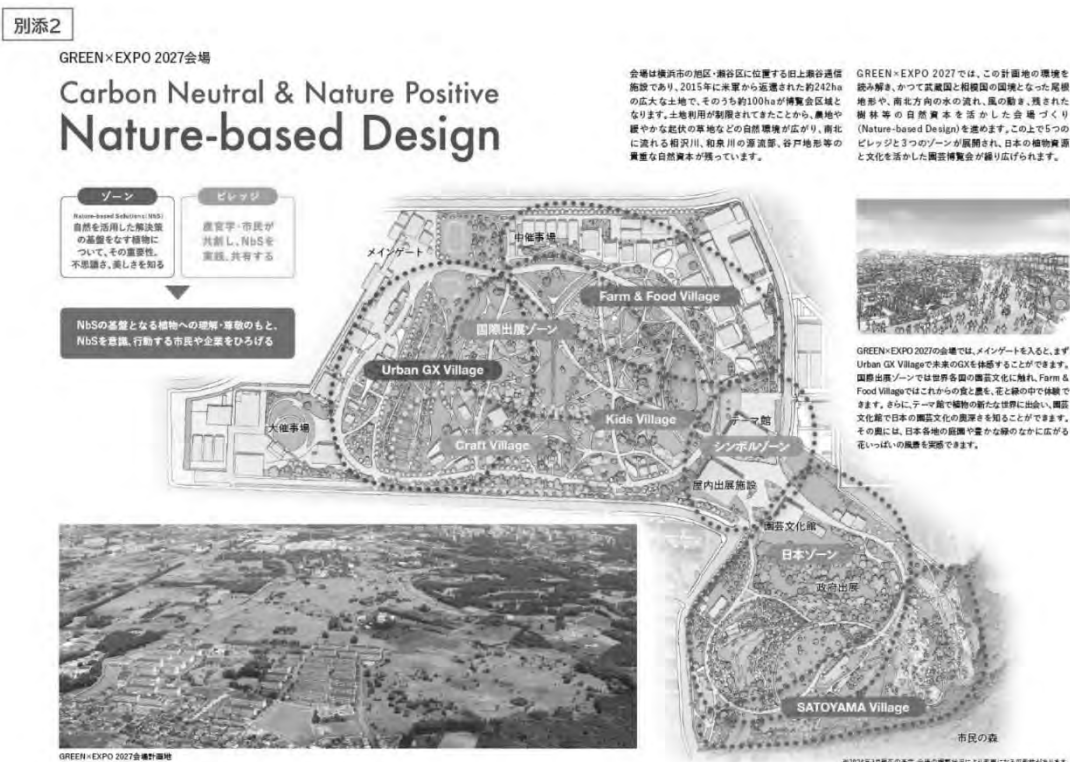 別添2
GREEN×EXPO 2027会場
Carbon Neutral & Nature Positive
Nature-based Design
会場は横浜市の旭区・瀬谷区に位置する旧上瀬谷通信
施設であり、2015年に米軍から返還された約242ha
の広大な土地で、そのうち約100haが博覧会区域と
なります。土地利用が制限されてきたことから、農地や
緩やかな起伏の草地などの自然環境が広がり、南北
に流れる相沢川、和泉川の源流部、谷戸地形等の
貴重な自然資本が残っています。
GREEN×EXPO 2027では、この計画地の環境を
読み解き、かつて武蔵国と相模国の国境となった尾根
地形や、南北方向の水の流れ、風の動き、残された
樹林等の自然資本を活かした会場づくり
(Nature-based Design)を進めます。この上で5つの
ビレッジと3つのゾーンが展開され、日本の植物資源
と文化を活かした園芸博覧会が繰り広げられます。
ゾーン
Nature-based Solutions(NbS)
自然を活用した解決策
の基盤をなす植物に
ついて、その重要性、
不思議さ、美しさを知る
ビレッジ
産官学・市民が
共創し、NbSを
実践、共有する
NbSの基盤となる植物への理解・尊敬のもと、
NbSを意識、行動する市民や企業をひろげる
メインゲート
中催事場
Farm & Food Village
国際出展ゾーン
Urban GX Village
Kids Village
テーマ館
大催事場
Craft Village
シンボルゾーン
屋内出展施設
園芸文化館
日本ゾーン
政府出展
SATOYAMA Village
市民の森
GREEN×EXPO 2027の会場では、メインゲートを入ると、まず
Urban GX Villageで未来のGXを体感することができます。
国際出展ゾーンでは世界各国の園芸文化に触れ、Farm &
Food Villageではこれからの食と農を、花と緑の中で体験で
きます。さらに、テーマ館で植物の新たな世界に出会い、園芸
文化館で日本の園芸文化の奥深さを知ることができます。
その奥には、日本各地の庭園や豊かな緑のなかに広がる
花いっぱいの風景を実感できます。
GREEN×EXPO 2027会場計画地